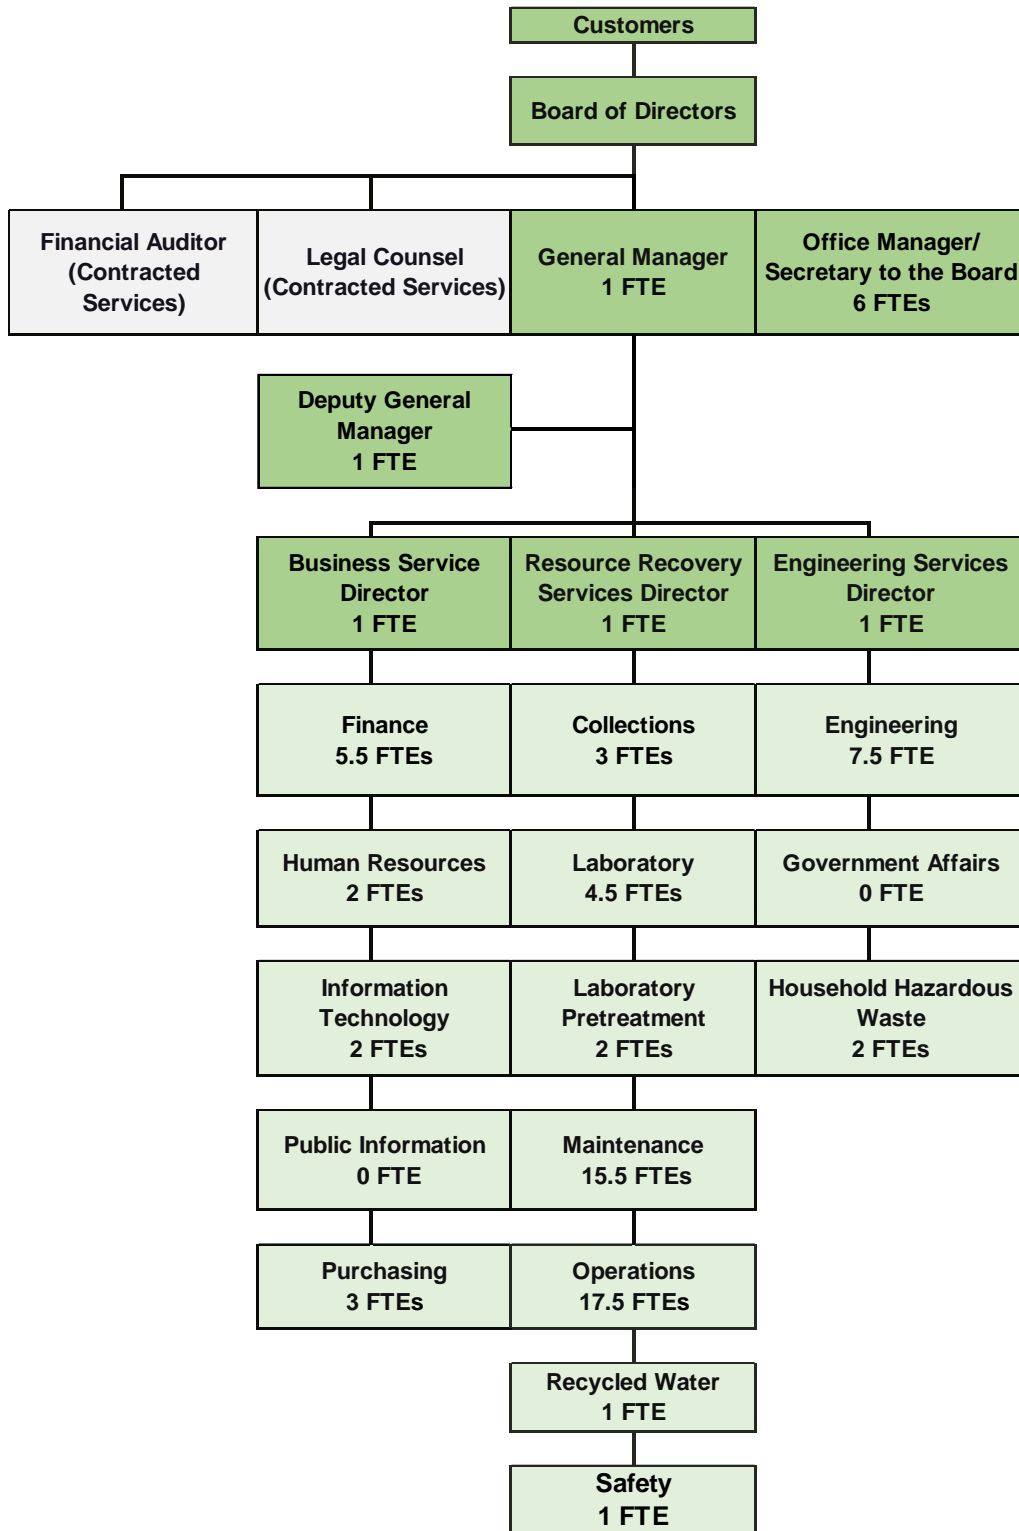 Customers
Board of Directors
Financial Auditor
(Contracted
Services)
Legal Counsel
(Contracted Services)
General Manager
1 FTE
Office Manager/
Secretary to the Board
6 FTEs
Deputy General
Manager
1 FTE
Business Service
Director
1 FTE
Resource Recovery
Services Director
1 FTE
Engineering Services
Director
1 FTE
Finance
5.5 FTEs
Collections
3 FTEs
Engineering
7.5 FTE
Human Resources
2 FTEs
Laboratory
4.5 FTEs
Government Affairs
0 FTE
Information
Technology
2 FTEs
Laboratory
Pretreatment
2 FTEs
Household Hazardous
Waste
2 FTEs
Public Information
0 FTE
Maintenance
15.5 FTEs
Purchasing
3 FTEs
Operations
17.5 FTEs
Recycled Water
1 FTE
Safety
1 FTE